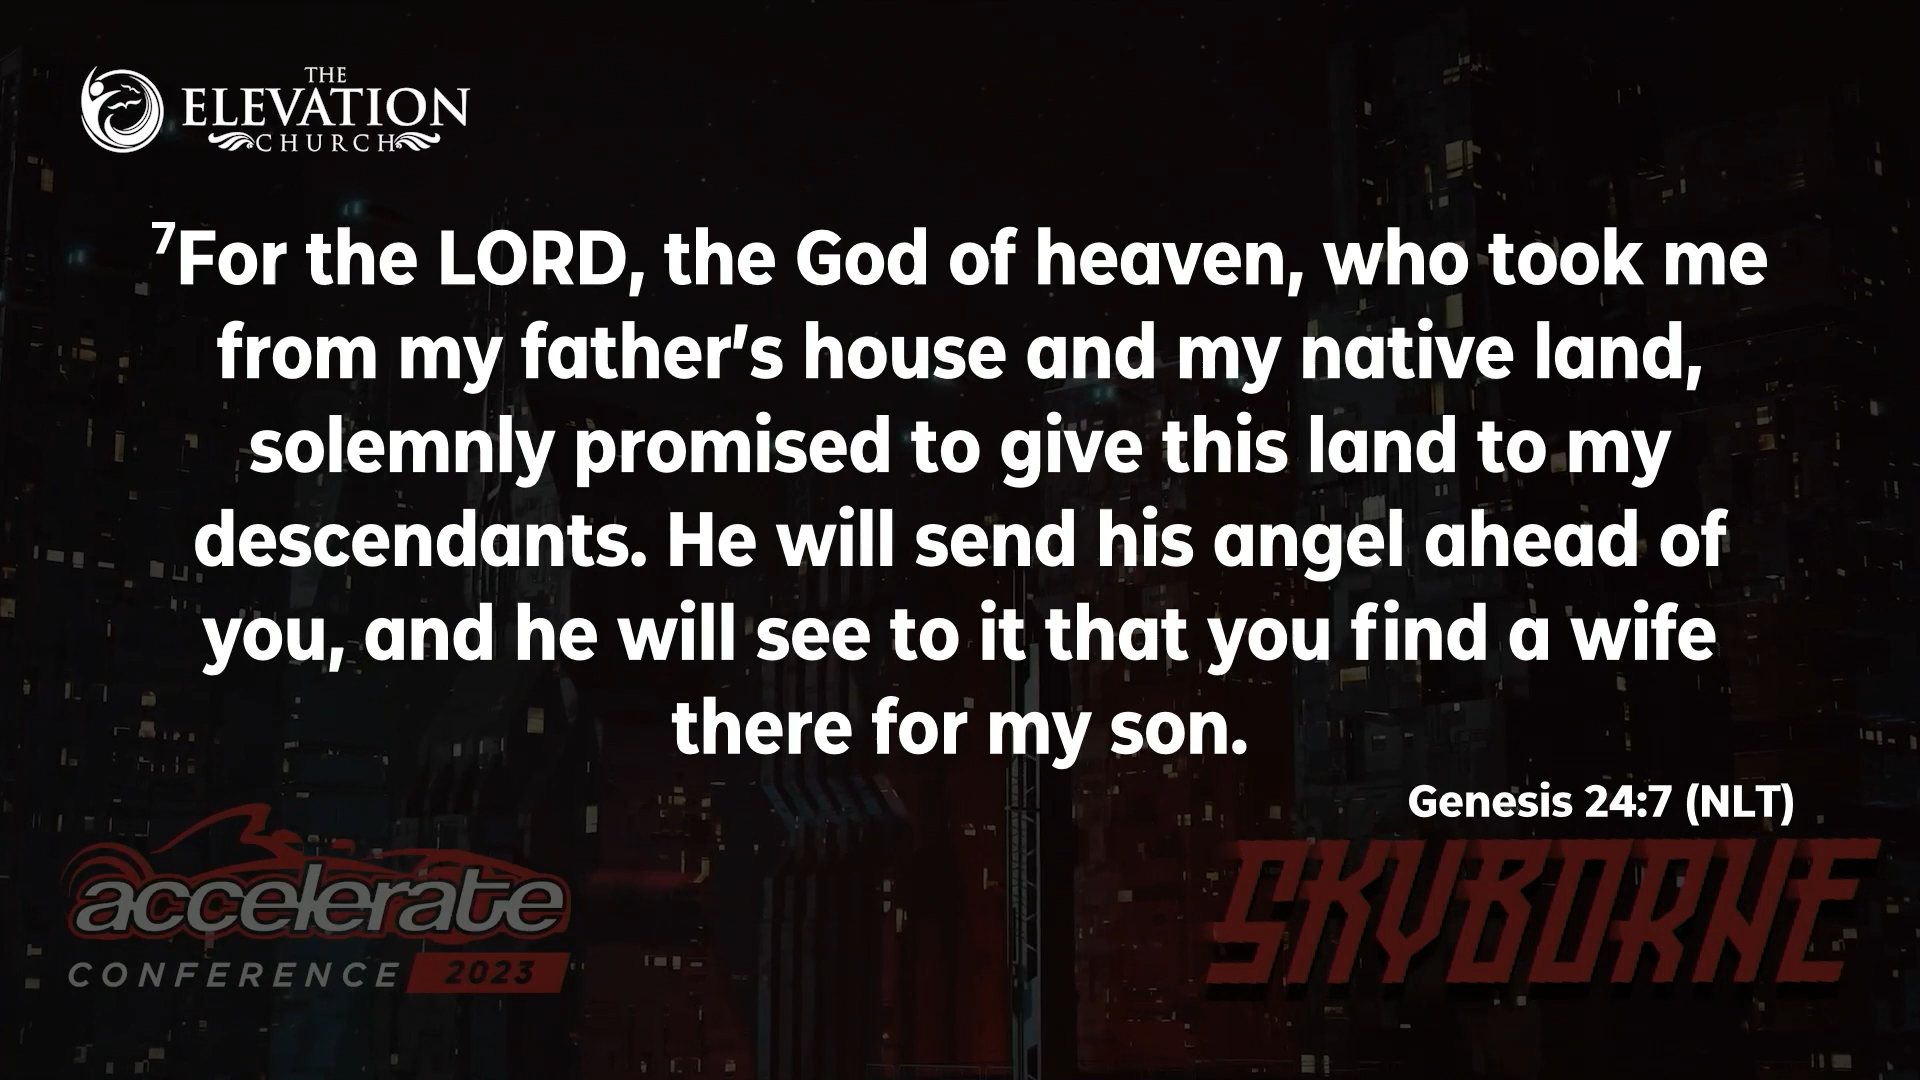 THE
ELEVATION
CHURCH
7For the LORD, the God of heaven, who took me
from my father's house and my native land,
solemnly promised to give this land to my
descendants. He will send his angel ahead of
you, and he will see to it that you find a wife
there for my son.
Genesis 24:7 (NLT)
accelerate
CONFERENCE 2023
SKYBORNE